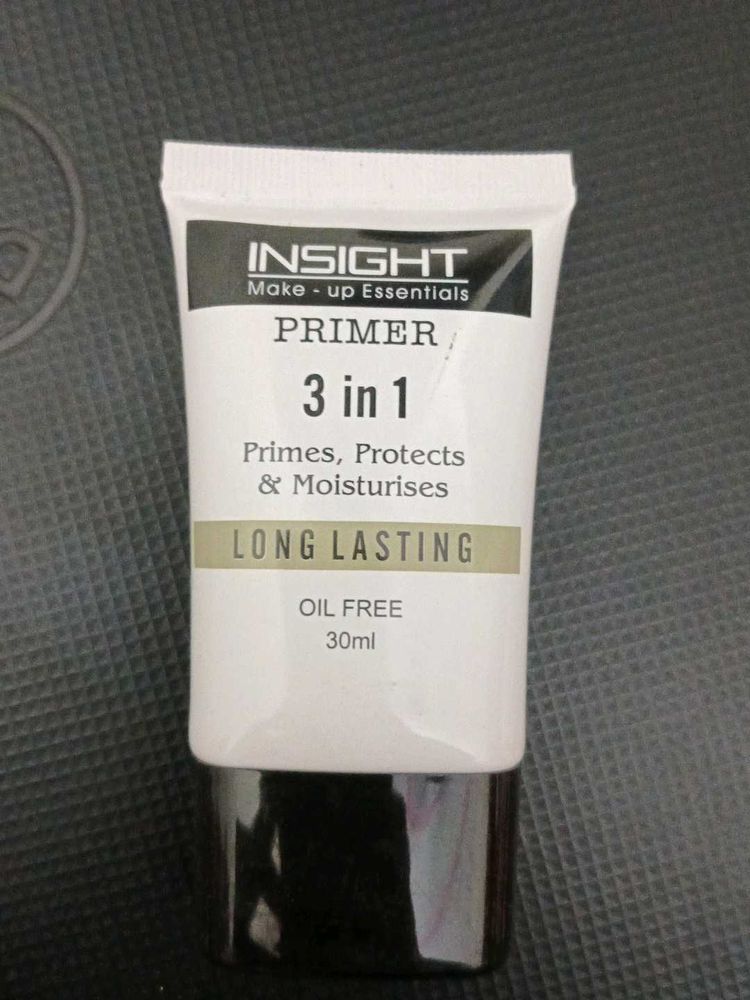 INSIGHT
Make - up Essentials
PRIMER
3 in 1
Primes, Protects
& Moisturises
LONG LASTING
OIL FREE
30ml